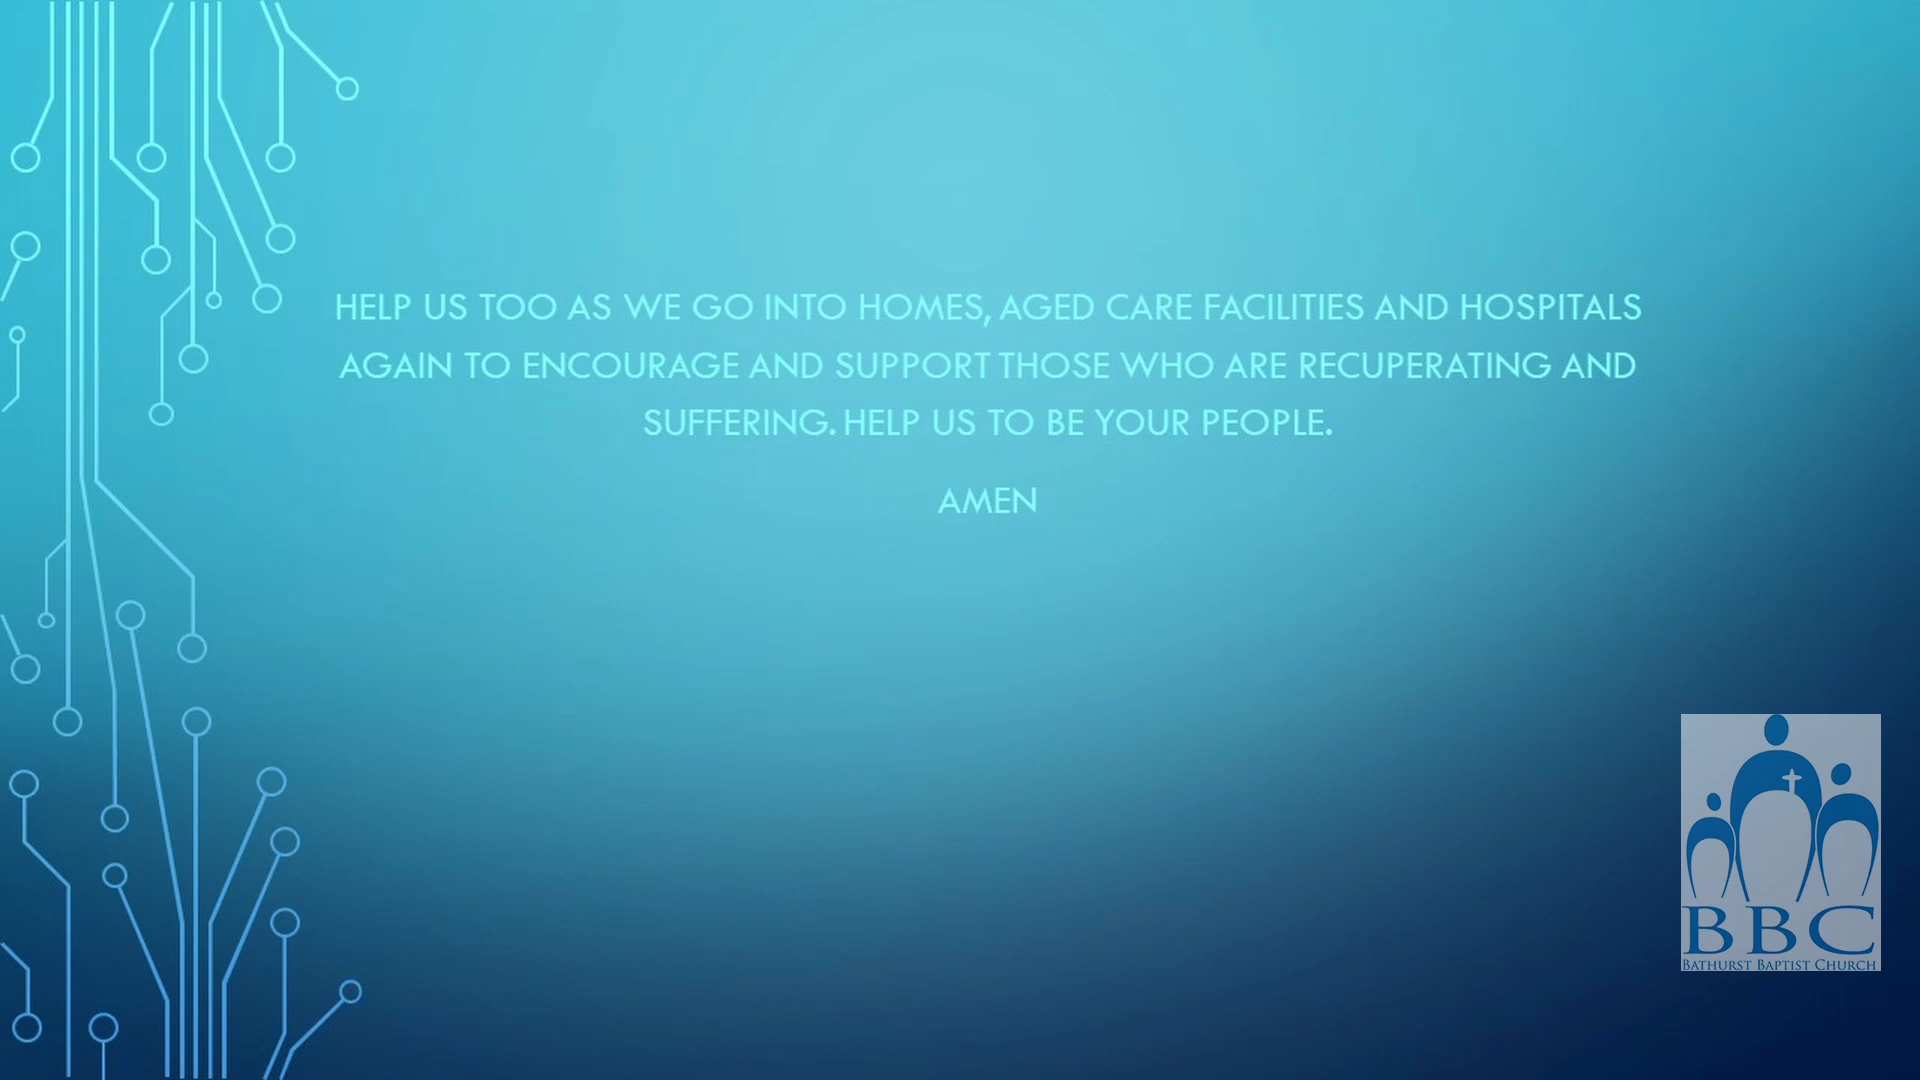 HELP US TOO AS WE GO INTO HOMES, AGED CARE FACILITIES AND HOSPITALS
AGAIN TO ENCOURAGE AND SUPPORT THOSE WHO ARE RECUPERATING AND
SUFFERING. HELP US TO BE YOUR PEOPLE.
AMEN
BBC
BATHURST BAPTIST CHURCH